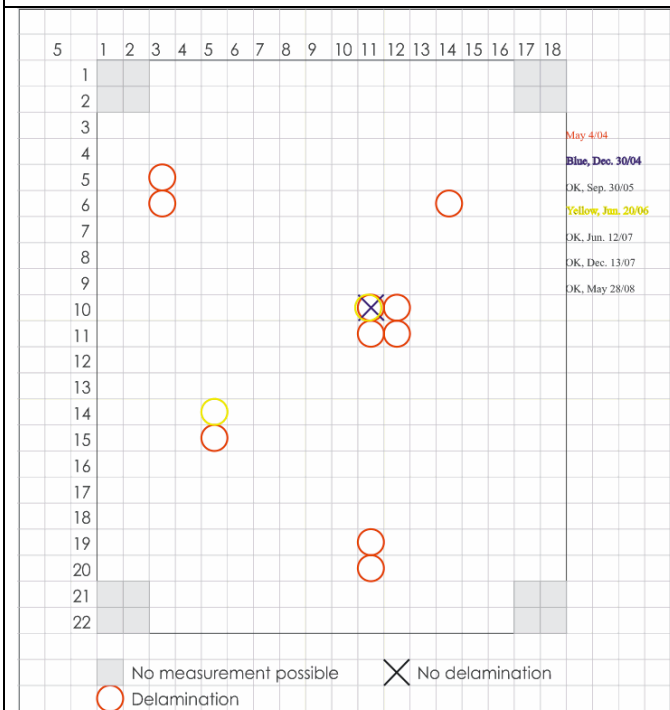 5 1 2 3 4 5 6 7 8 9 10 11 12 13 14 15 16 17 18
1
2
3
May 4/04
4
Blue, Dec. 30/04
5
OK, Sep. 30/05
6
Yellow, Jun. 20/06
7
OK, Jun. 12/07
8
OK, Dec. 13/07
9
OK, May 28/08
10
11
12
13
14
15
16
17
18
19
20
21
22
No measurement possible No delamination
Delamination